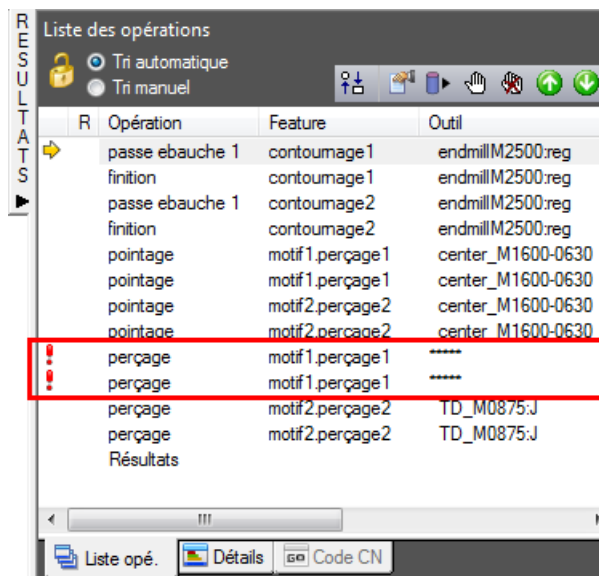 RESULTATS
Liste des opérations
Tri automatique
Tri manuel
R Opération Feature Outil
passe ebauche 1 contournage1 endmillM2500:reg
finition contournage1 endmillM2500:reg
passe ebauche 1 contournage2 endmillM2500:reg
finition contournage2 endmillM2500:reg
pointage motif1.perçage1 center_M1600-0630
pointage motif1.perçage1 center_M1600-0630
pointage motif2.perçage2 center_M1600-0630
pointage motif2.perçage2 center_M1600-0630
perçage motif1.perçage1 *****
perçage motif1.perçage1 *****
perçage motif2.perçage2 TD_M0875:J
perçage motif2.perçage2 TD_M0875:J
Résultats
Liste opé. Détails GO Code CN